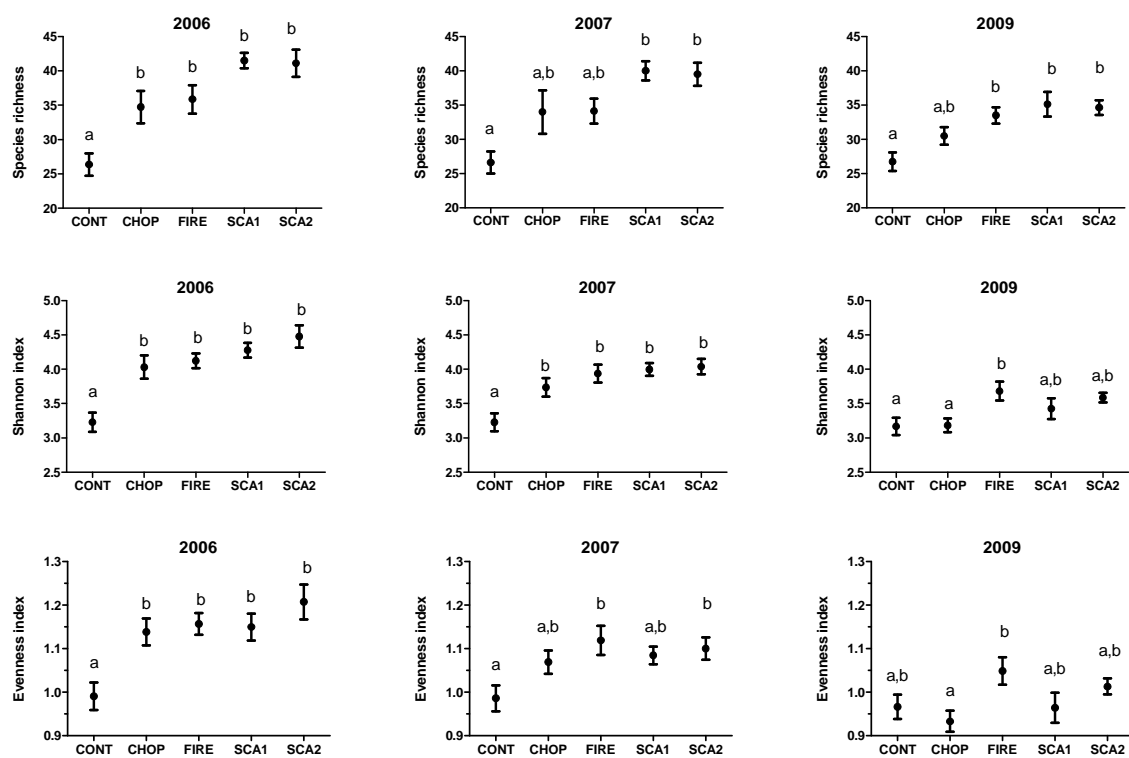 2006
Species richness
45
40
35
30
25
20
a
b
b
b
b
CONT CHOP FIRE SCA1 SCA2
2007
Species richness
45
40
35
30
25
20
a
a,b
a,b
b
b
CONT CHOP FIRE SCA1 SCA2
2009
Species richness
45
40
35
30
25
20
a
a,b
b
b
b
CONT CHOP FIRE SCA1 SCA2
2006
Shannon index
5.0
4.5
4.0
3.5
3.0
2.5
a
b
b
b
b
CONT CHOP FIRE SCA1 SCA2
2007
Shannon index
5.0
4.5
4.0
3.5
3.0
2.5
a
b
b
b
b
CONT CHOP FIRE SCA1 SCA2
2009
Shannon index
5.0
4.5
4.0
3.5
3.0
2.5
a
a
b
a,b
a,b
CONT CHOP FIRE SCA1 SCA2
2006
Evenness index
1.3
1.2
1.1
1.0
0.9
a
b
b
b
b
CONT CHOP FIRE SCA1 SCA2
2007
Evenness index
1.3
1.2
1.1
1.0
0.9
a
a,b
b
a,b
b
CONT CHOP FIRE SCA1 SCA2
2009
Evenness index
1.3
1.2
1.1
1.0
0.9
a,b
a
b
a,b
a,b
CONT CHOP FIRE SCA1 SCA2